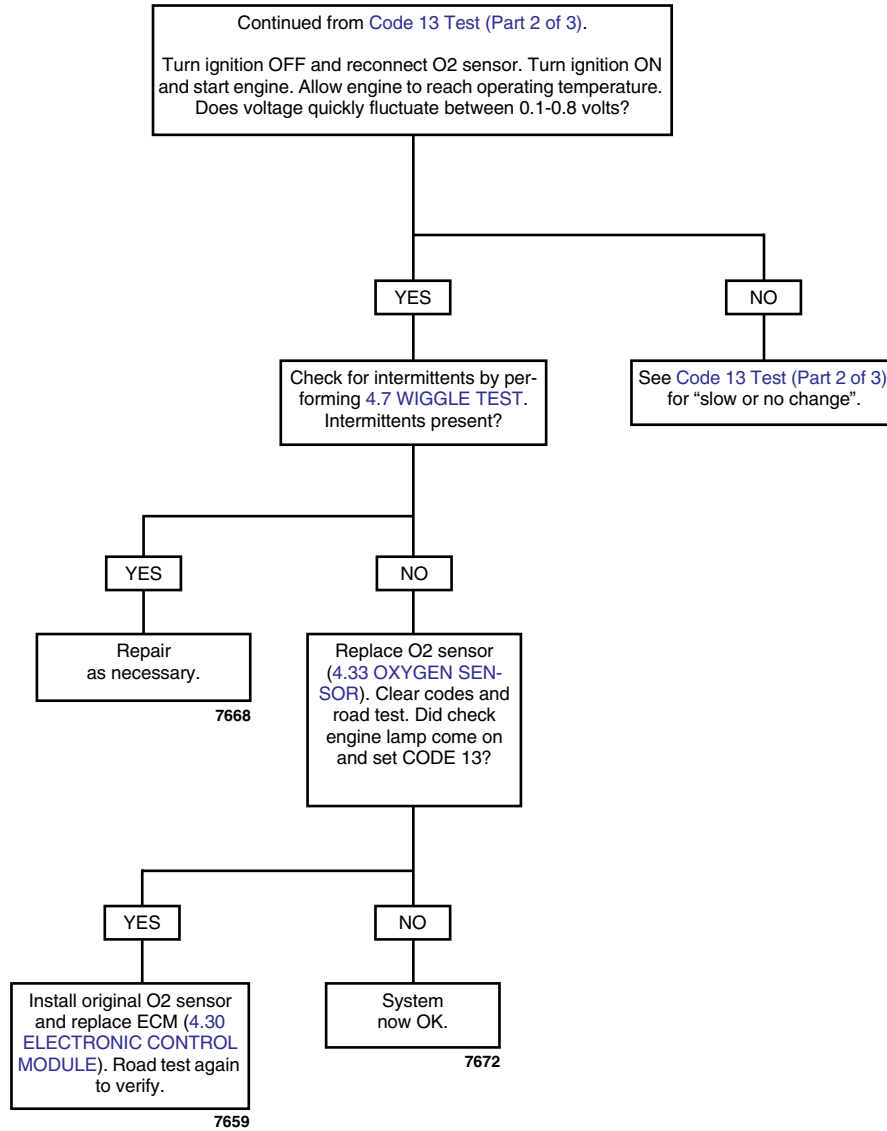 Continued from Code 13 Test (Part 2 of 3).
Turn ignition OFF and reconnect O2 sensor. Turn ignition ON
and start engine. Allow engine to reach operating temperature.
Does voltage quickly fluctuate between 0.1-0.8 volts?
YES
NO
Check for intermittents by per-
forming 4.7 WIGGLE TEST.
Intermittents present?
See Code 13 Test (Part 2 of 3)
for “slow or no change”.
YES
NO
Repair
as necessary.
7668
Replace O2 sensor
(4.33 OXYGEN SEN-
SOR). Clear codes and
road test. Did check
engine lamp come on
and set CODE 13?
YES
NO
Install original O2 sensor
and replace ECM (4.30
ELECTRONIC CONTROL
MODULE). Road test again
to verify.
7659
System
now OK.
7672